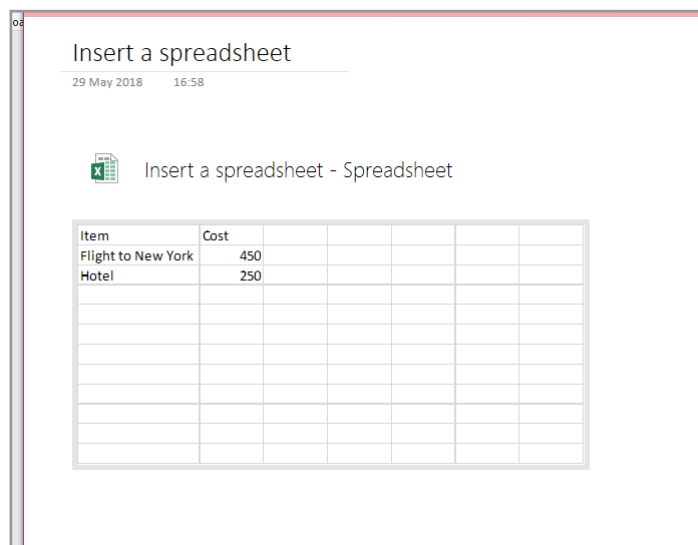 Insert a spreadsheet
29 May 2018 16:58
Insert a spreadsheet - Spreadsheet
Item Cost
Flight to New York 450
Hotel 250